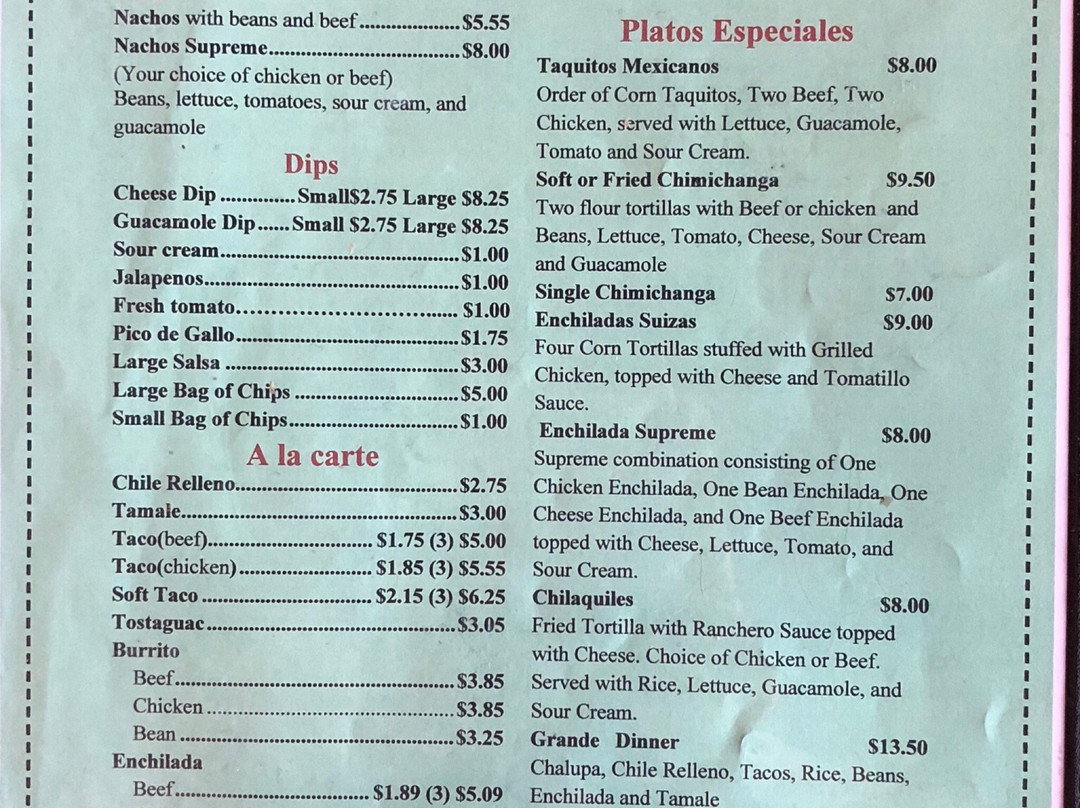 Nachos with beans and beef..................$5.55
Nachos Supreme..................................$8.00
(Your choice of chicken or beef)
Beans, lettuce, tomatoes, sour cream, and
guacamole
Dips
Cheese Dip ..............Small$2.75 Large $8.25
Guacamole Dip......Small $2.75 Large $8.25
Sour cream...........................................$1.00
Jalapenos..............................................$1.00
Fresh tomato........................................ $1.00
Pico de Gallo........................................$1.75
Large Salsa ..........................................$3.00
Large Bag of Chips ..............................$5.00
Small Bag of Chips...............................$1.00
A la carte
Chile Relleno........................................$2.75
Tamale..................................................$3.00
Taco(beef).............................. $1.75 (3) $5.00
Taco(chicken)........................ $1.85 (3) $5.55
Soft Taco ............................... $2.15 (3) $6.25
Tostaguac.............................................$3.05
Burrito
Beef..................................................$3.85
Chicken .............................................$3.85
Bean ..................................................$3.25
Enchilada
Beef................................... $1.89 (3) $5.09
Platos Especiales
Taquitos Mexicanos $8.00
Order of Corn Taquitos, Two Beef, Two
Chicken, served with Lettuce, Guacamole,
Tomato and Sour Cream.
Soft or Fried Chimichanga $9.50
Two flour tortillas with Beef or chicken and
Beans, Lettuce, Tomato, Cheese, Sour Cream
and Guacamole
Single Chimichanga $7.00
Enchiladas Suizas $9.00
Four Corn Tortillas stuffed with Grilled
Chicken, topped with Cheese and Tomatillo
Sauce.
Enchilada Supreme $8.00
Supreme combination consisting of One
Chicken Enchilada, One Bean Enchilada, One
Cheese Enchilada, and One Beef Enchilada
topped with Cheese, Lettuce, Tomato, and
Sour Cream.
Chilaquiles $8.00
Fried Tortilla with Ranchero Sauce topped
with Cheese. Choice of Chicken or Beef.
Served with Rice, Lettuce, Guacamole, and
Sour Cream.
Grande Dinner $13.50
Chalupa, Chile Relleno, Tacos, Rice, Beans,
Enchilada and Tamale